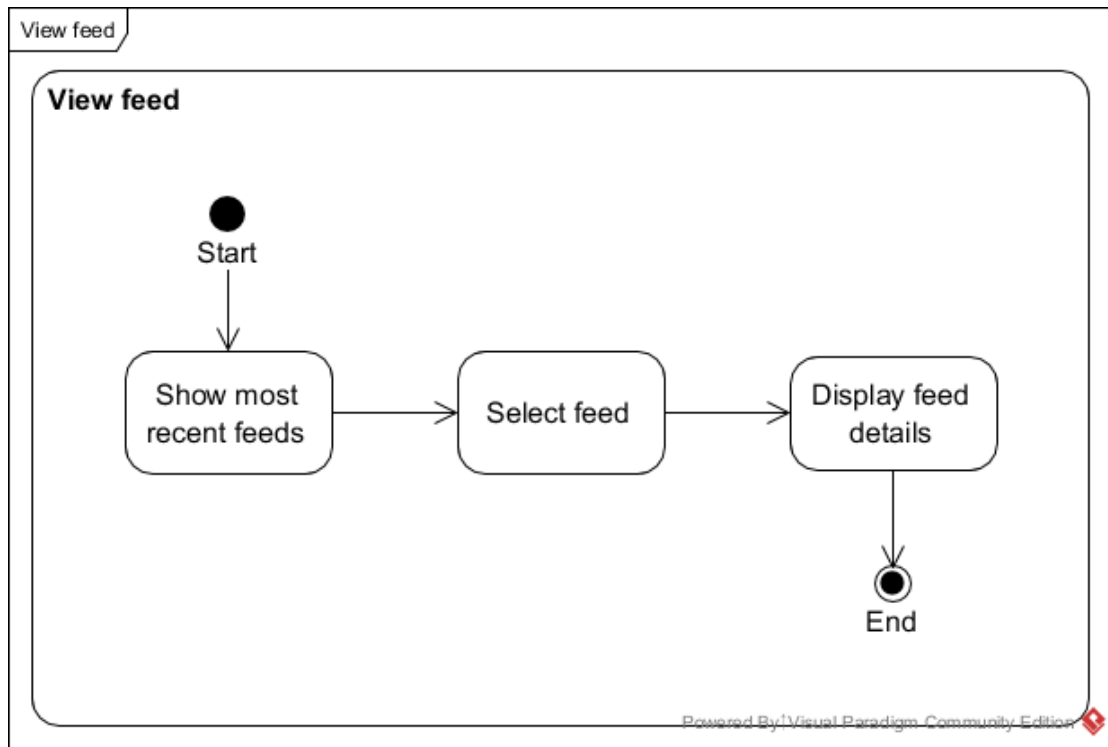 View feed
View feed
Start
Show most
recent feeds
Select feed
Display feed
details
End
Powered By Visual Paradigm Community Edition